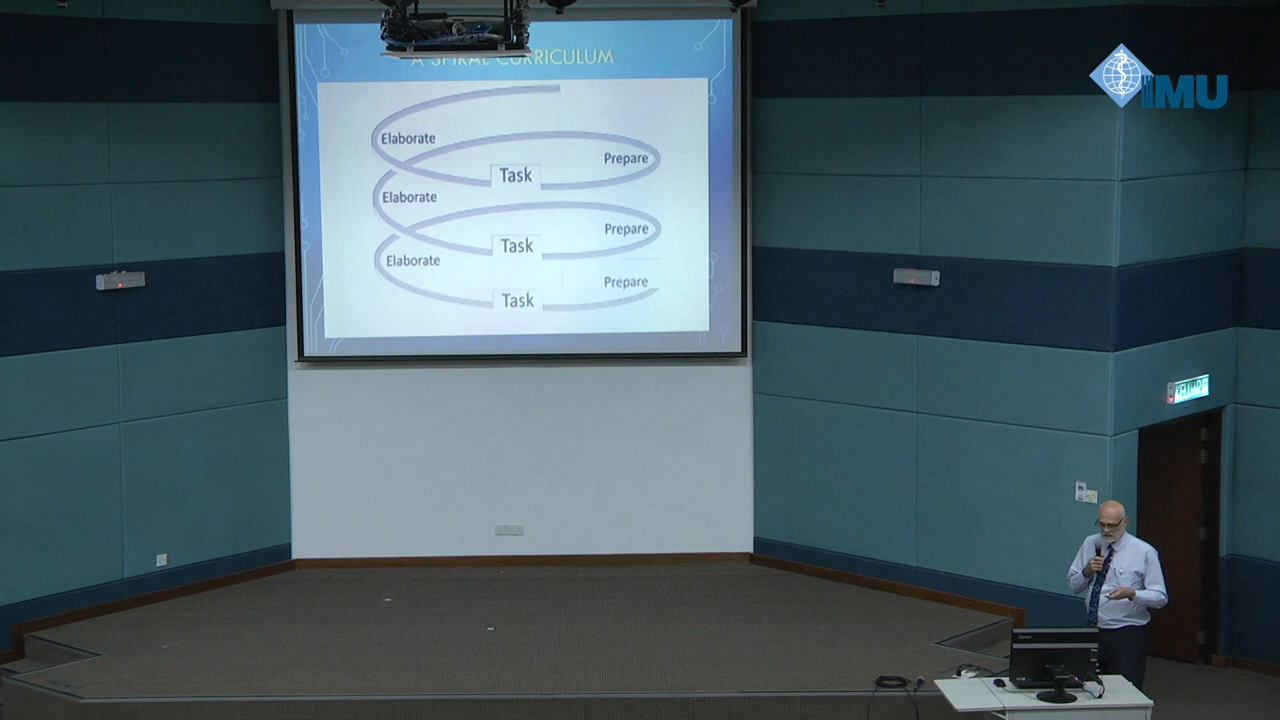 A SPIRAL CURRICULUM
Elaborate
Prepare
Task
Elaborate
Prepare
Task
Elaborate
Prepare
Task
IMU